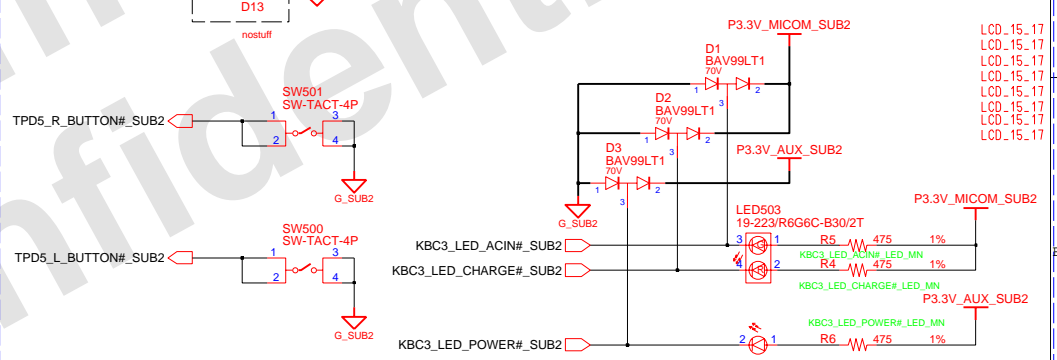 D13
nostuff
P3.3V_MICOM_SUB2
LCD_15_17
LCD_15_17
LCD_15_17
LCD_15_17
LCD_15_17
LCD_15_17
LCD_15_17
LCD_15_17
D1
BAV99LT1
70V
1
2
3
SW501
SW-TACT-4P
TPD5_R_BUTTON#_SUB2
1
3
2
4
G_SUB2
D2
BAV99LT1
70V
1
2
3
D3
BAV99LT1
70V
1
2
3
P3.3V_AUX_SUB2
G_SUB2
P3.3V_MICOM_SUB2
LED503
19-223/R6G6C-B30/2T
KBC3_LED_ACIN#_SUB2
3
1
R5
475
1%
KBC3_LED_ACIN#_LED_MN
KBC3_LED_CHARGE#_SUB2
4
2
R4
475
1%
KBC3_LED_CHARGE#_LED_MN
SW500
SW-TACT-4P
TPD5_L_BUTTON#_SUB2
1
3
2
4
G_SUB2
P3.3V_AUX_SUB2
KBC3_LED_POWER#_LED_MN
KBC3_LED_POWER#_SUB2
2
1
R6
475
1%
nfidential